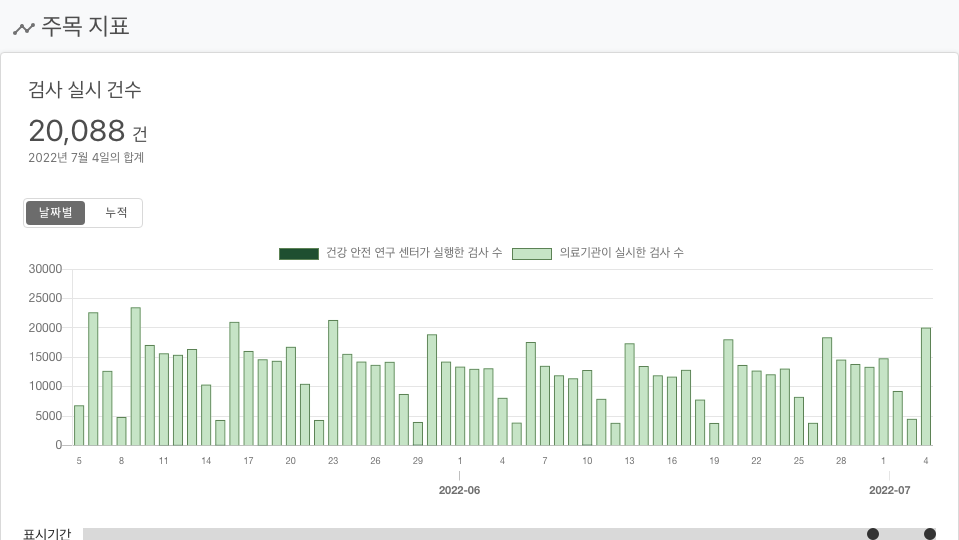 주목 지표
검사 실시 건수
20,088 건
2022년 7월 4일의 합계
날짜별 누적
건강 안전 연구 센터가 실행한 검사 수 의료기관이 실시한 검사 수
30000
25000
20000
15000
10000
5000
0
5 8 11 14 17 20 23 26 29 1 4 7 10 13 16 19 22 25 28 1 4
2022-06 2022-07
표시기간